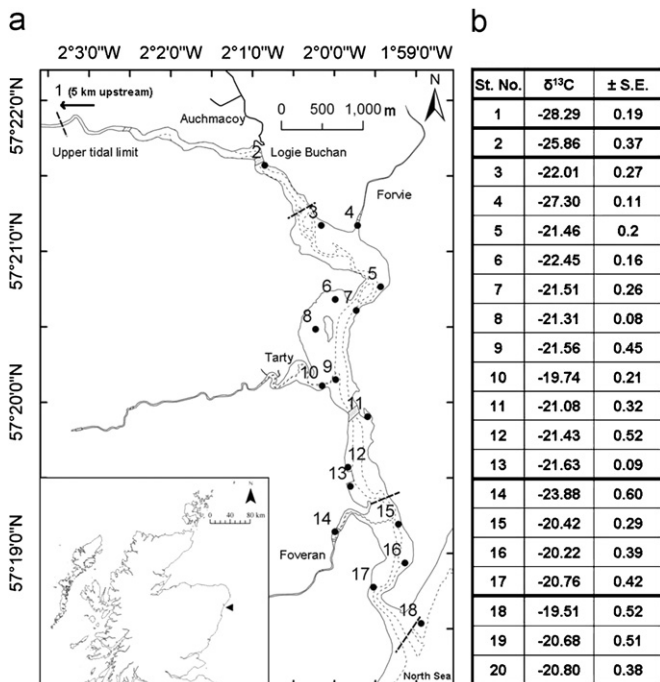 a
b
2°3'0"W 2°2'0"W 2°1'0"W 2°0'0"W 1°59'0"W
57°22'0"N
57°21'0"N
57°20'0"N
57°19'0"N
1 (5 km upstream)
N
0 500 1,000 m
Auchmacoy
Upper tidal limit
2
Logie Buchan
Forvie
3
4
5
6
7
8
Tarty
10
9
11
12
13
14
15
Foveran
16
17
18
North Sea
N
0 20 40 80 km
St. No. δ¹³C ± S.E.
1 -28.29 0.19
2 -25.86 0.37
3 -22.01 0.27
4 -27.30 0.11
5 -21.46 0.2
6 -22.45 0.16
7 -21.51 0.26
8 -21.31 0.08
9 -21.56 0.45
10 -19.74 0.21
11 -21.08 0.32
12 -21.43 0.52
13 -21.63 0.09
14 -23.88 0.60
15 -20.42 0.29
16 -20.22 0.39
17 -20.76 0.42
18 -19.51 0.52
19 -20.68 0.51
20 -20.80 0.38